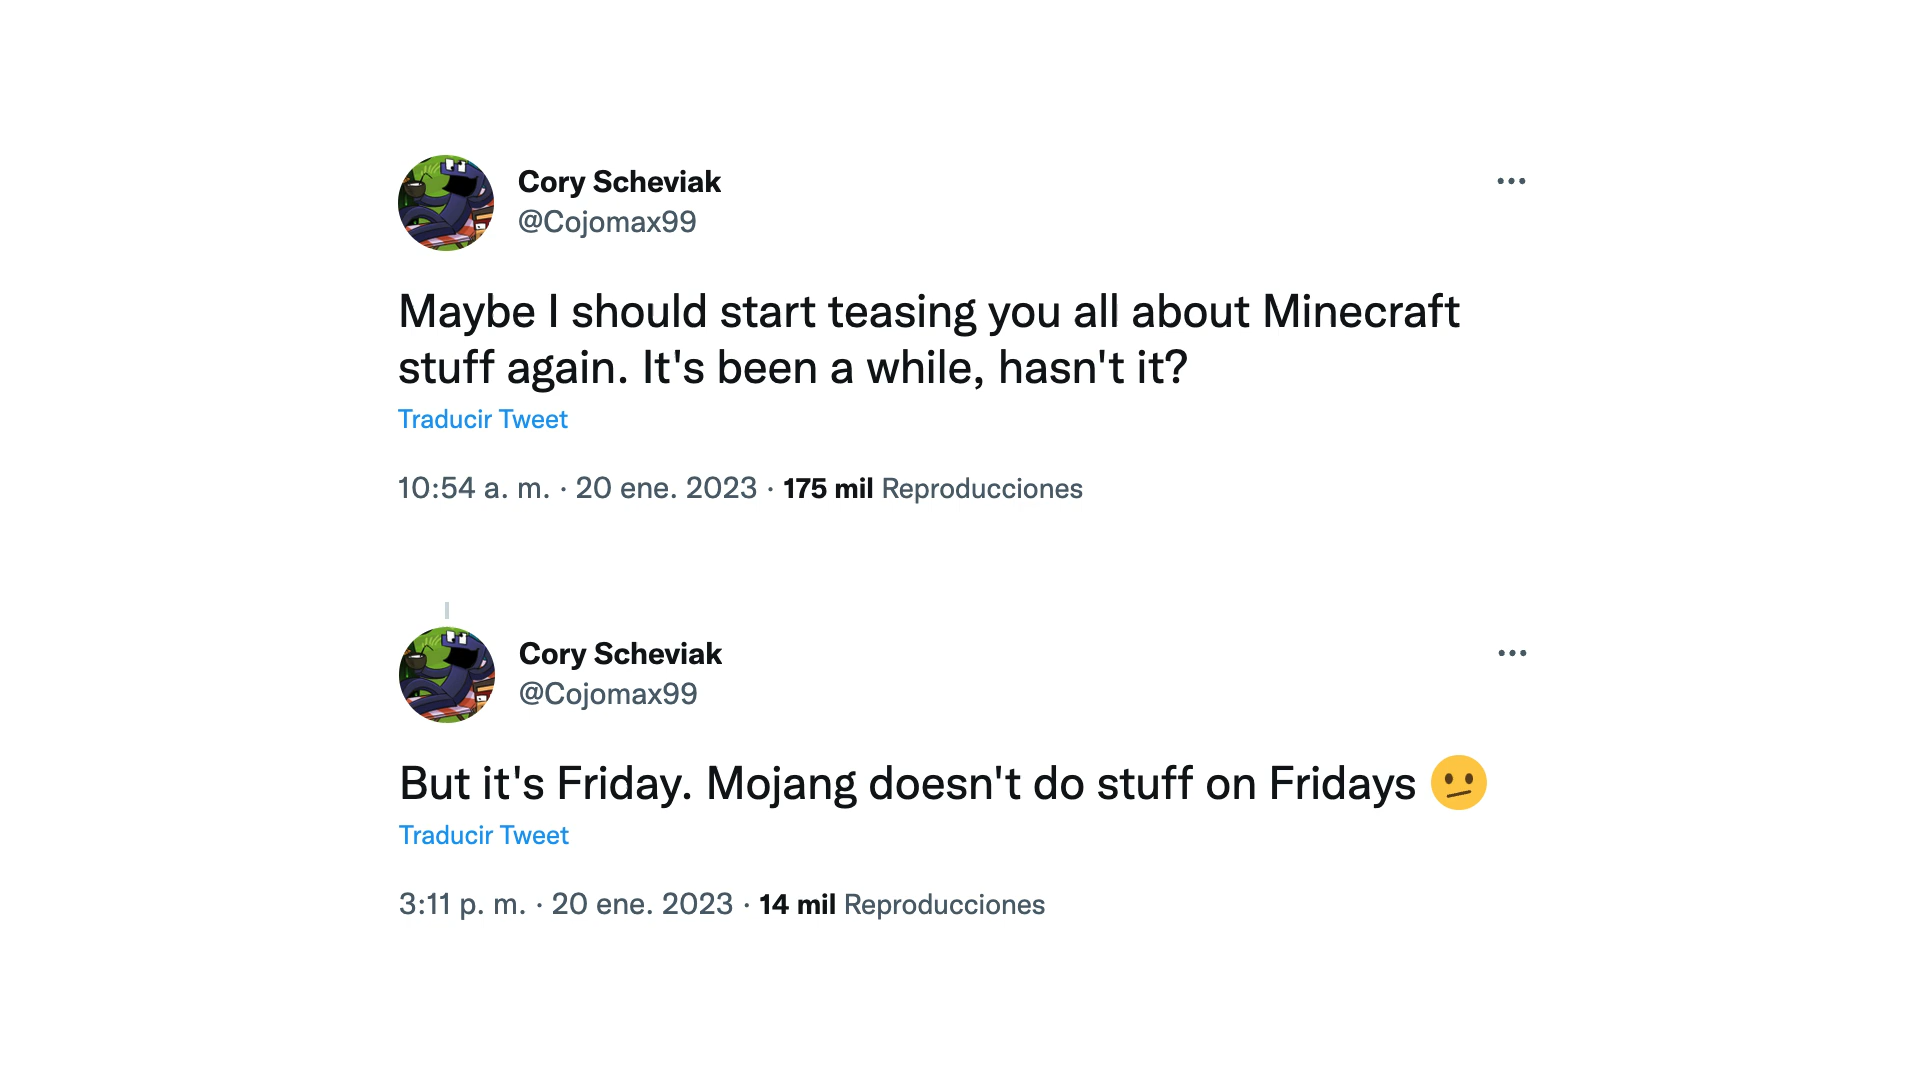 Cory Scheviak
@Cojomax99
Maybe I should start teasing you all about Minecraft
stuff again. It's been a while, hasn't it?
Traducir Tweet
10:54 a. m. · 20 ene. 2023 · 175 mil Reproducciones
Cory Scheviak
@Cojomax99
But it's Friday. Mojang doesn't do stuff on Fridays 🫤
Traducir Tweet
3:11 p. m. · 20 ene. 2023 · 14 mil Reproducciones